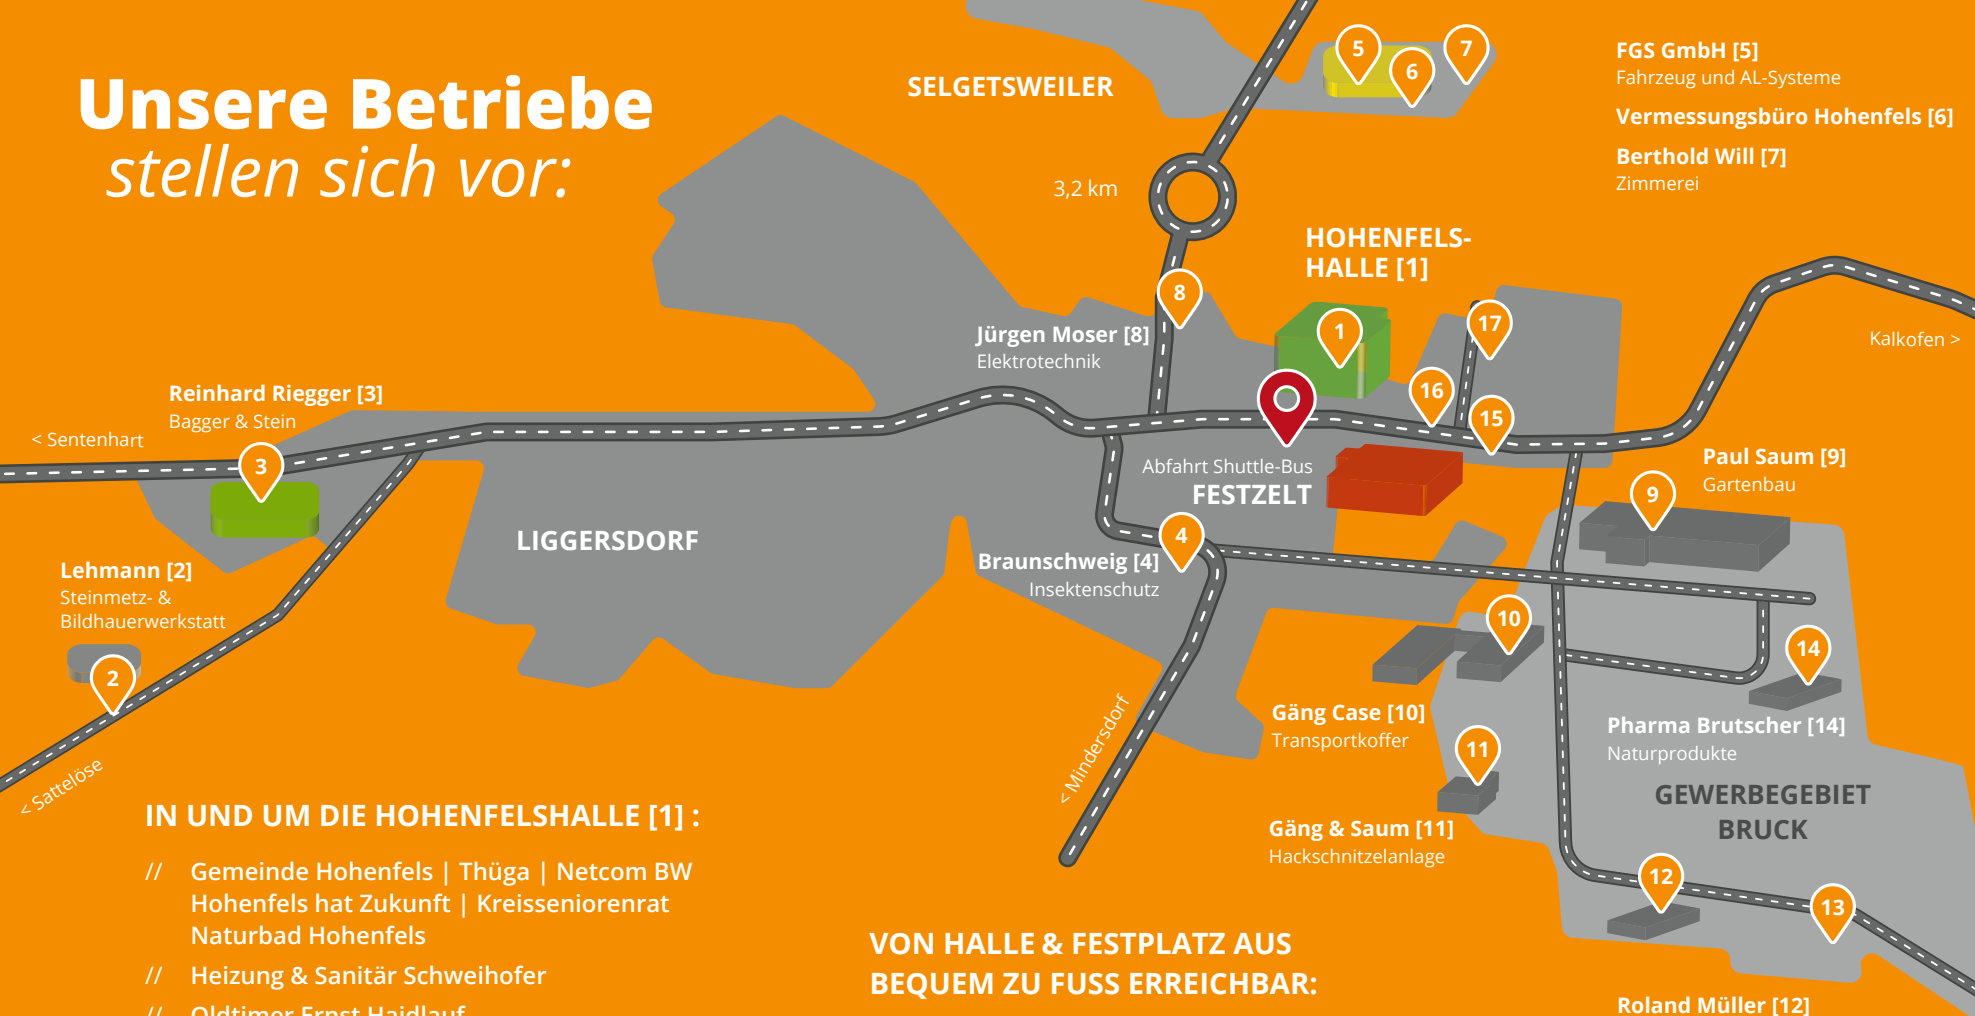 Unsere Betriebe
stellen sich vor:
SELGETSWEILER
3,2 km
5
6
7
FGS GmbH [5]
Fahrzeug und AL-Systeme
Vermessungsbüro Hohenfels [6]
Berthold Will [7]
Zimmerei
HOHENFELS-
HALLE [1]
8
Jürgen Moser [8]
Elektrotechnik
1
17
16
15
Kalkofen >
Reinhard Riegger [3]
Bagger & Stein
< Sentenhart
3
Abfahrt Shuttle-Bus
FESTZELT
Paul Saum [9]
Gartenbau
9
LIGGERSDORF
4
Braunschweig [4]
Insektenschutz
Lehmann [2]
Steinmetz- &
Bildhauerwerkstatt
2
< Sattelöse
< Mindersdorf
10
Gäng Case [10]
Transportkoffer
14
Pharma Brutscher [14]
Naturprodukte
11
Gäng & Saum [11]
Hackschnitzelanlage
GEWERBEGEBIET
BRUCK
12
13
IN UND UM DIE HOHENFELSHALLE [1] :
// Gemeinde Hohenfels | Thüga | Netcom BW
Hohenfels hat Zukunft | Kreisseniorenrat
Naturbad Hohenfels
// Heizung & Sanitär Schweihofer
// Oldtimer Ernst Haidlauf
VON HALLE & FESTPLATZ AUS
BEQUEM ZU FUSS ERREICHBAR:
Roland Müller [12]